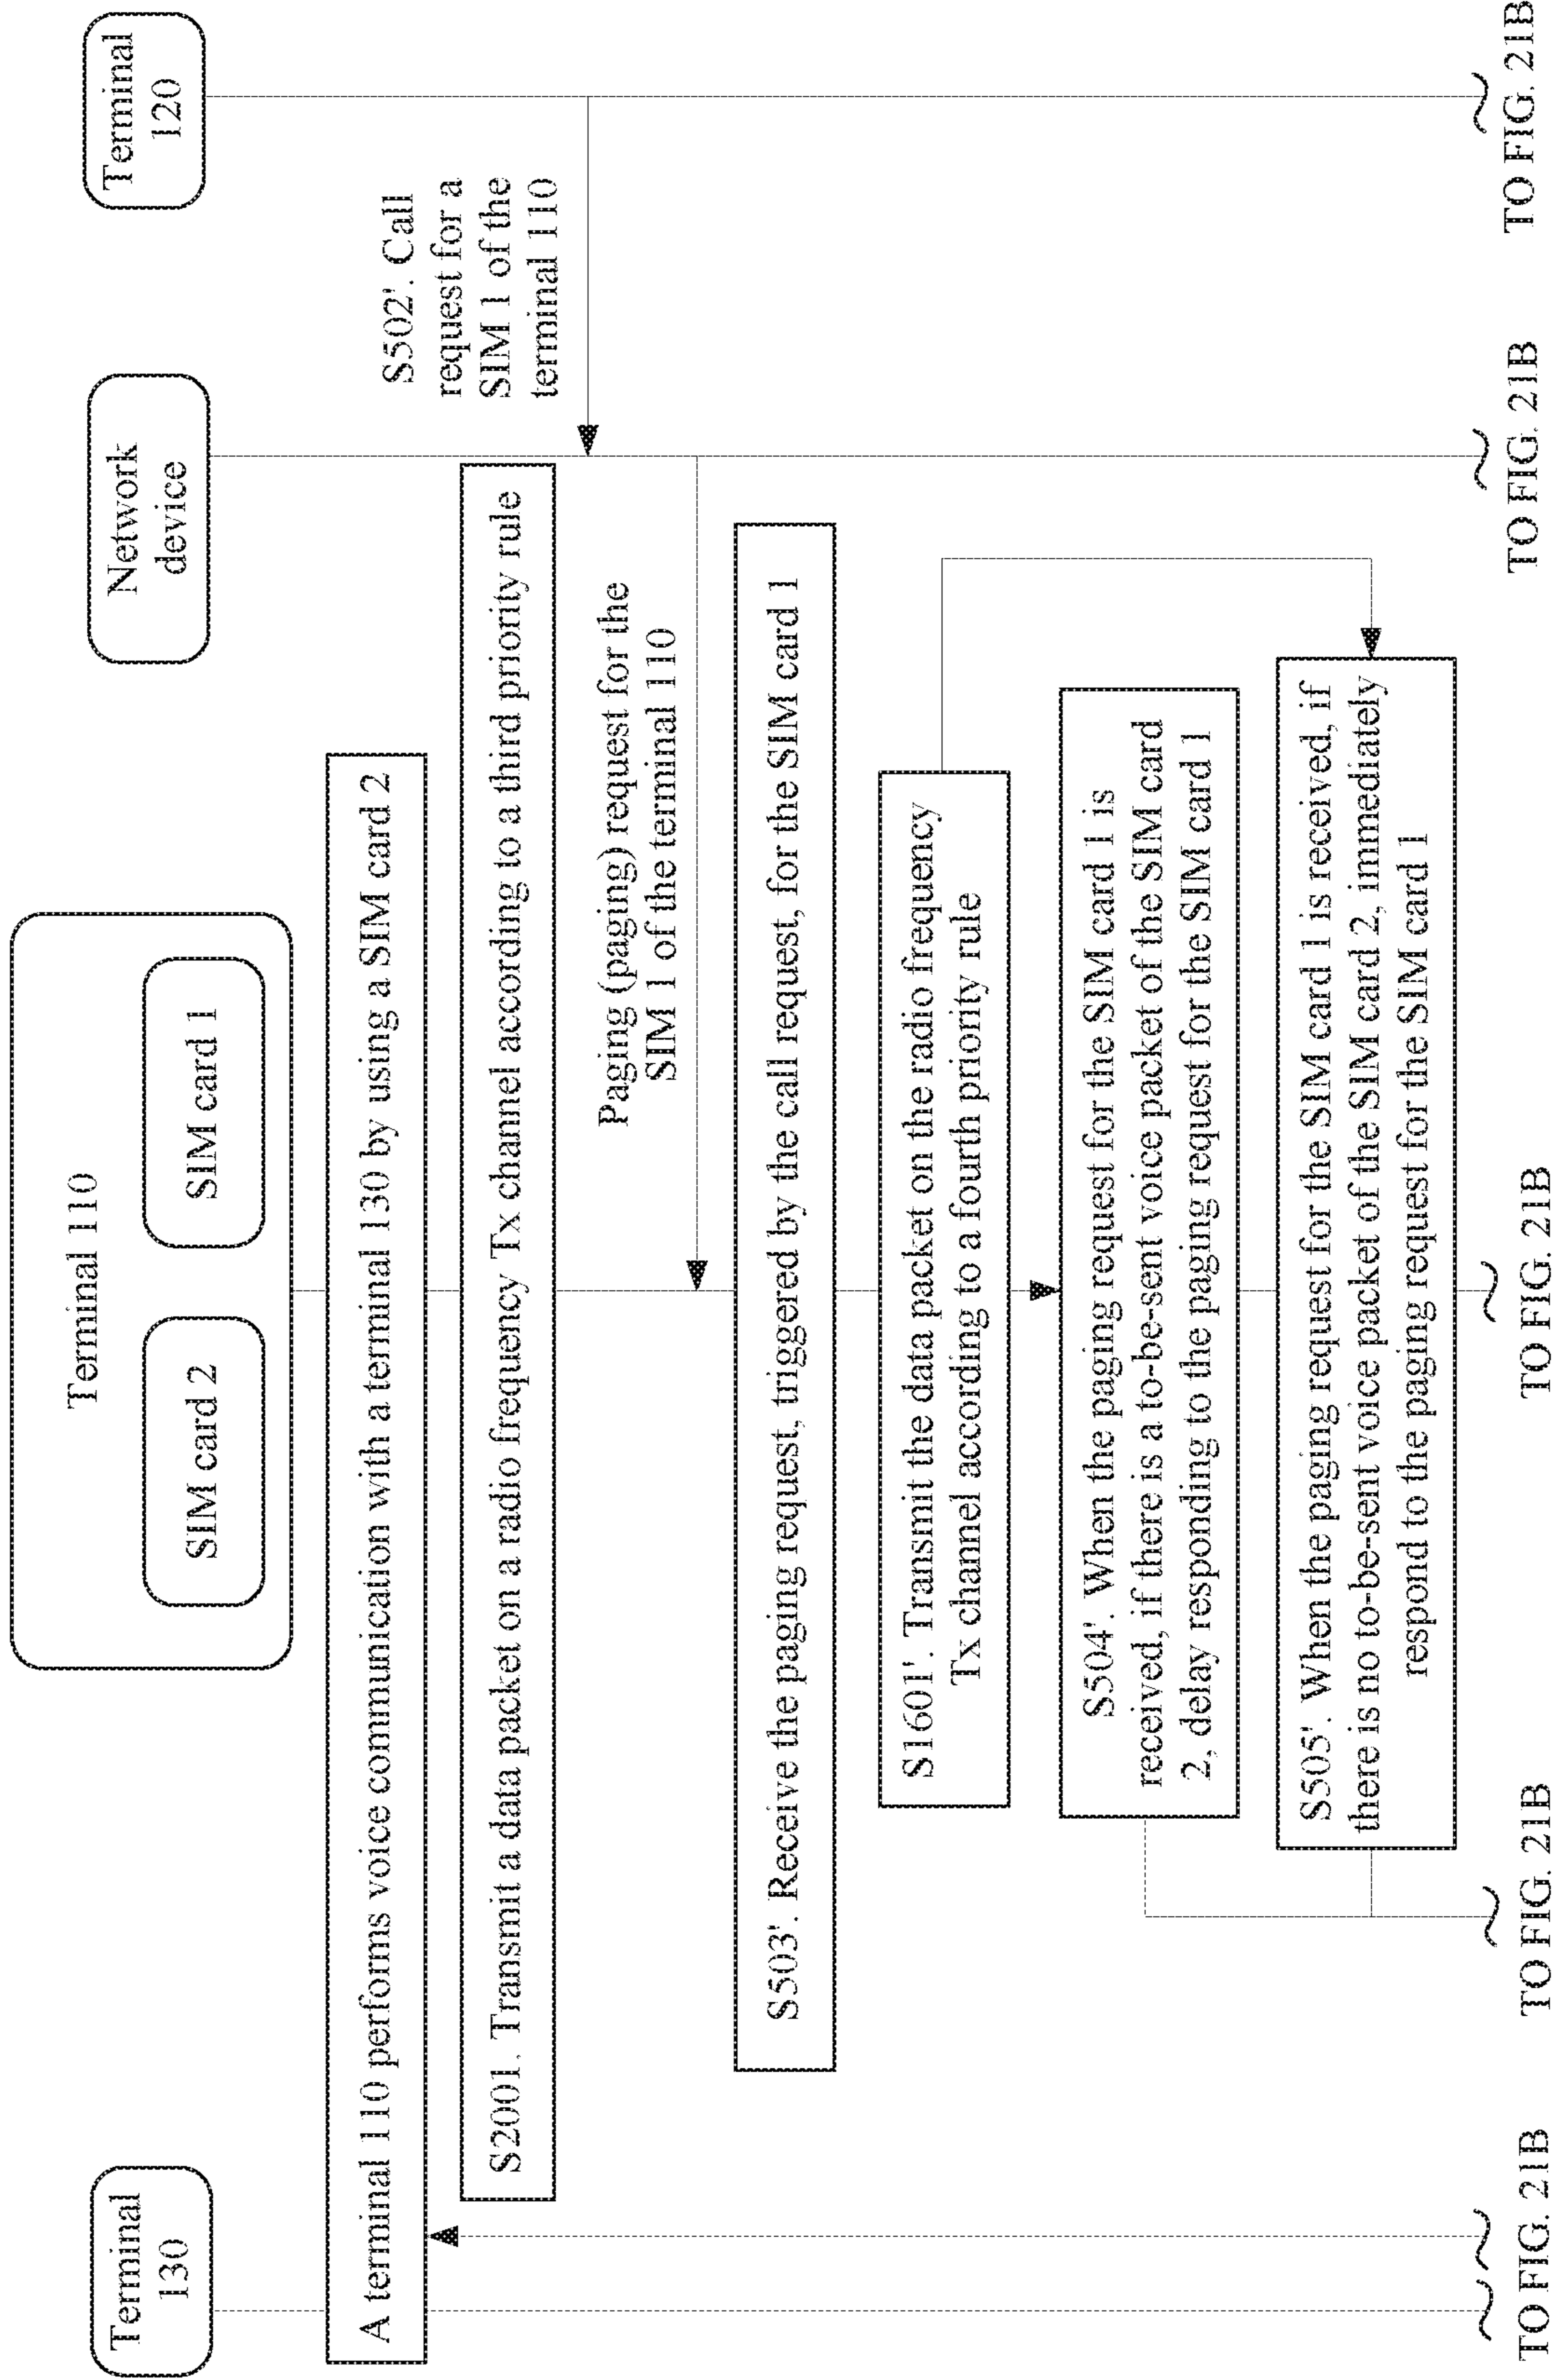 Terminal
130
Terminal 110
SIM card 2
SIM card 1
Network
device
Terminal
120
A terminal 110 performs voice communication with a terminal 130 by using a SIM card 2
S2001. Transmit a data packet on a radio frequency Tx channel according to a third priority rule
S502'. Call
request for a
SIM 1 of the
terminal 110
Paging (paging) request for the
SIM 1 of the terminal 110
S503'. Receive the paging request, triggered by the call request, for the SIM card 1
S1601'. Transmit the data packet on the radio frequency
Tx channel according to a fourth priority rule
S504'. When the paging request for the SIM card 1 is
received, if there is a to-be-sent voice packet of the SIM card
2, delay responding to the paging request for the SIM card 1
S505'. When the paging request for the SIM card 1 is received, if
there is no to-be-sent voice packet of the SIM card 2, immediately
respond to the paging request for the SIM card 1
TO FIG. 21B
TO FIG. 21B
TO FIG. 21B
TO FIG. 21B
TO FIG. 21B